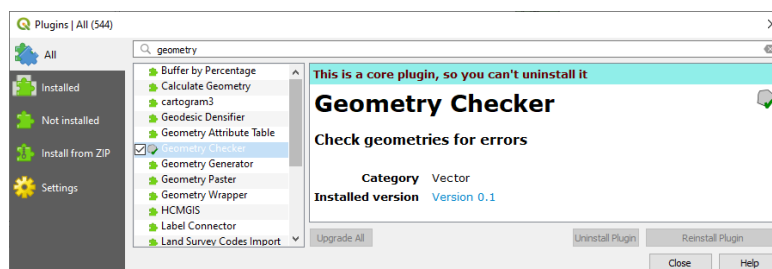 Plugins | All (544)
All
Installed
Not installed
Install from ZIP
Settings
geometry
Buffer by Percentage
Calculate Geometry
cartogram3
Geodesic Densifier
Geometry Attribute Table
Geometry Checker
Geometry Generator
Geometry Paster
Geometry Wrapper
HCMGIS
Label Connector
Land Survey Codes Import
This is a core plugin, so you can't uninstall it
Geometry Checker
Check geometries for errors
Category Vector
Installed version Version 0.1
Upgrade All
Uninstall Plugin
Reinstall Plugin
Close
Help